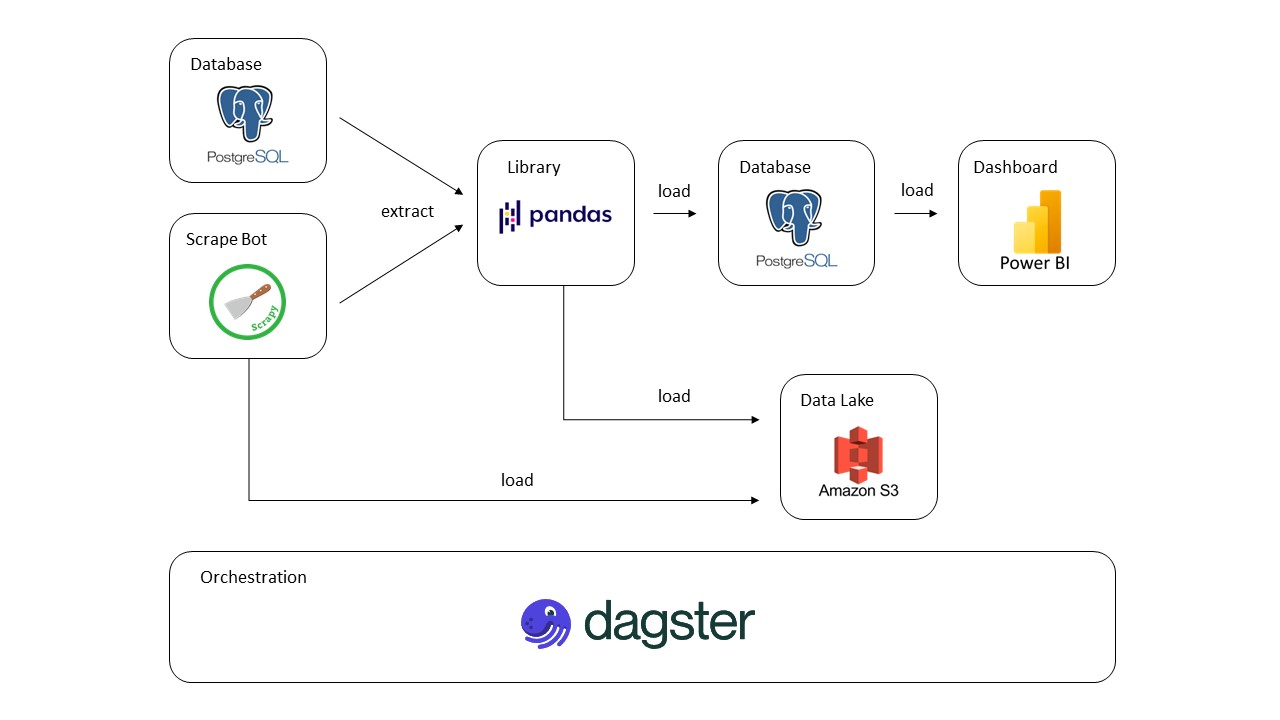 Database
PostgreSQL
Scrape Bot
Scrapy
extract
Library
pandas
load
Database
PostgreSQL
load
Dashboard
Power BI
load
Data Lake
Amazon S3
load
Orchestration
dagster